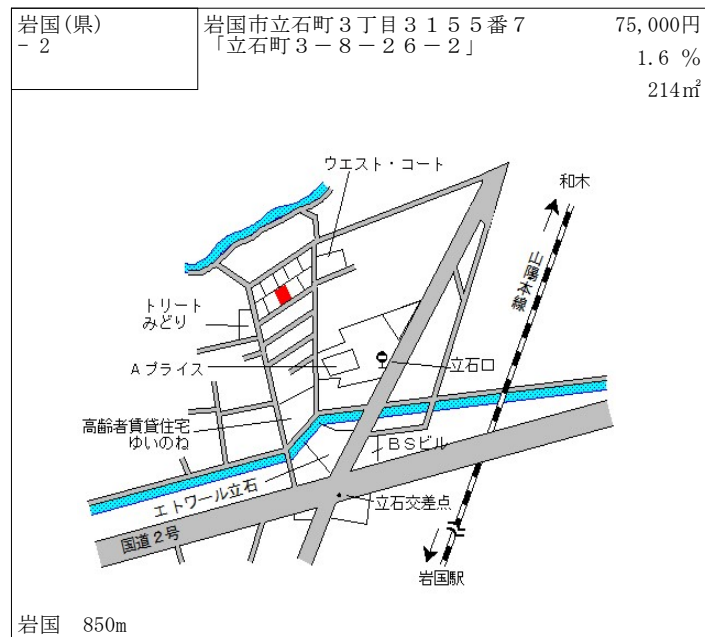 岩国(県)
- 2
岩国市立石町３丁目３１５５番７
「立石町３－８－２６－２」
75,000円
1.6 %
214㎡
ウエスト・コート
和木
山陽本線
トリート
みどり
Aプライス
立石口
高齢者賃貸住宅
ゆいのね
BSビル
エトワール立石
立石交差点
国道２号
岩国駅
岩国 850m